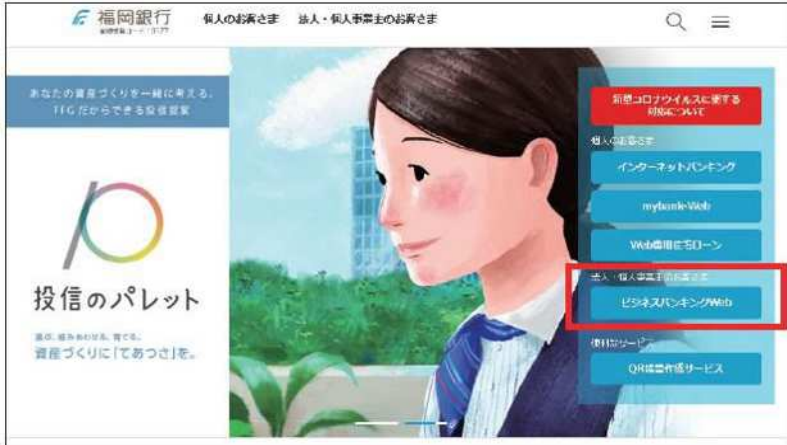 福岡銀行
個人のお客さま 法人・個人事業主のお客さま
あなたの資産づくりを一緒に考える。
FFGだからできる投信提案
投信のパレット
選ぶ、組みあわせる、育てる。
資産づくりに「てあつさ」を。
新型コロナウイルスに関する
対応について
個人のお客さま
インターネットバンキング
mybank-Web
Web専用住宅ローン
法人・個人事業主のお客さま
ビジネスバンキングWeb
便利なサービス
QR伝票作成サービス